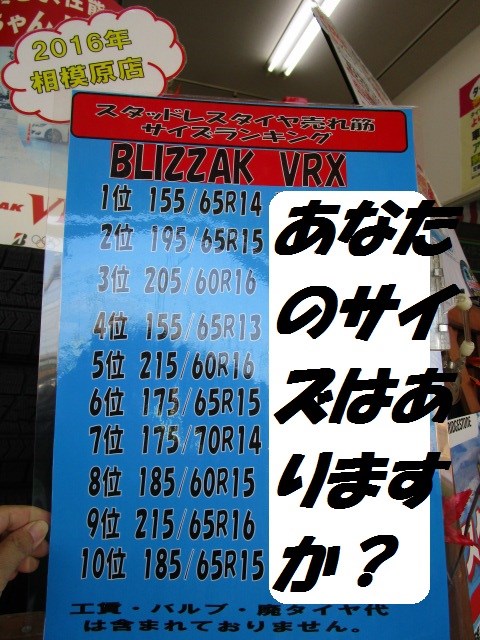 2016年
相模原店
スタッドレスタイヤ売れ筋
サイズランキング
BLIZZAK VRX
1位 155/65R14
2位 195/65R15
3位 205/60R16
4位 155/65R13
5位 215/60R16
6位 175/65R15
7位 175/70R14
8位 185/60R15
9位 215/65R16
10位 185/65R15
あなた
のサイ
ズはあ
ります
か?
工賃・バルブ・廃タイヤ代
は含まれておりません。